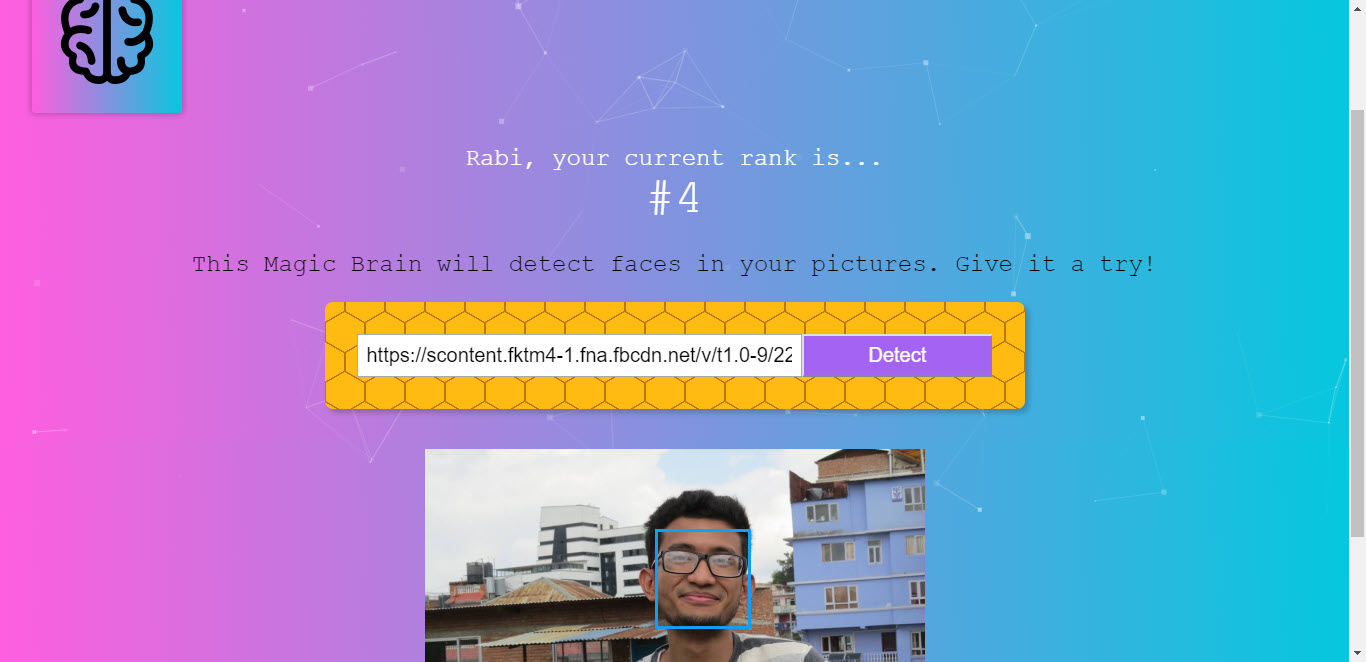 Rabi, your current rank is...
#4
This Magic Brain will detect faces in your pictures. Give it a try!
https://scontent.fktm4-1.fna.fbcdn.net/v/t1.0-9/22
Detect